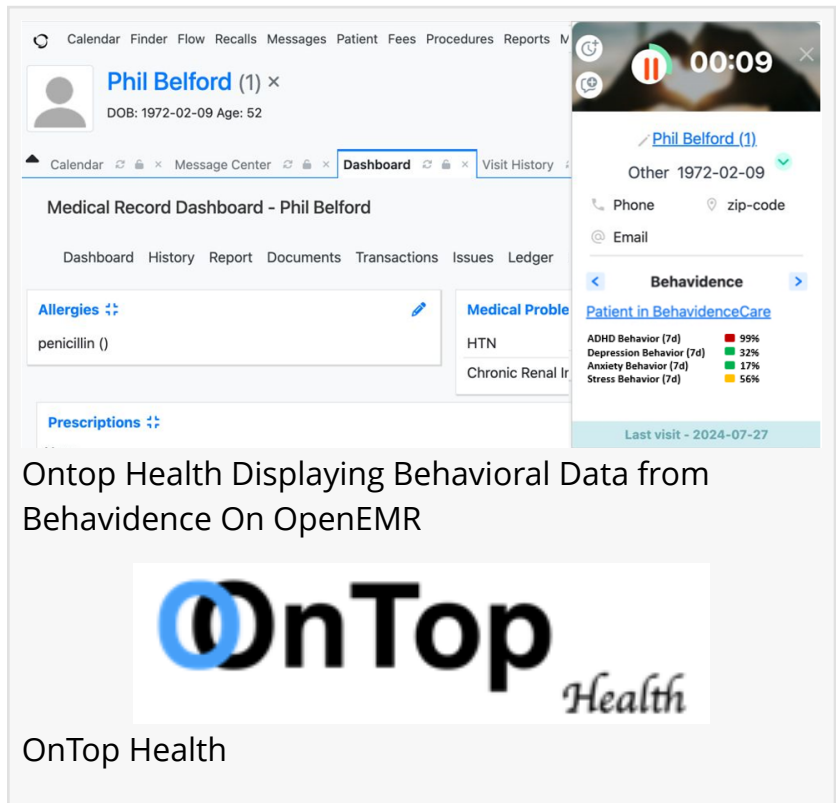 Calendar Finder Flow Recalls Messages Patient Fees Procedures Reports M
Phil Belford (1) ×
DOB: 1972-02-09 Age: 52
Calendar × Message Center × Dashboard × Visit History
Medical Record Dashboard - Phil Belford
Dashboard History Report Documents Transactions Issues Ledger
Allergies
penicillin ()
Medical Proble
HTN
Chronic Renal Ir
Prescriptions
00:09 ×
Phil Belford (1)
Other 1972-02-09
Phone zip-code
@ Email
< Behavidence >
Patient in BehavidenceCare
ADHD Behavior (7d) 99%
Depression Behavior (7d) 32%
Anxiety Behavior (7d) 17%
Stress Behavior (7d) 56%
Last visit - 2024-07-27
Ontop Health Displaying Behavioral Data from
Behavidence On OpenEMR
OOnTop
Health
OnTop Health